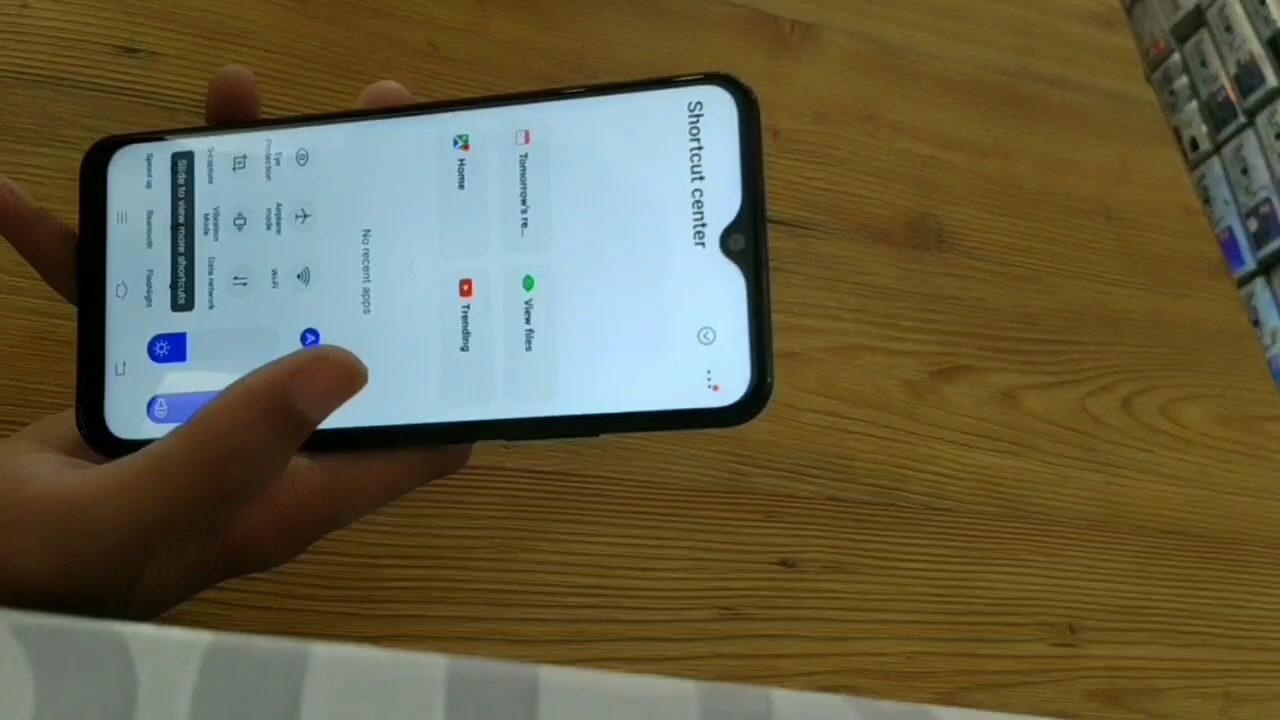 Shortcut center
Tomorrow's re...
View files
Home
Trending
No recent apps
Eye Protection
Airplane mode
Wi-Fi
S-capture
Vibration Mode
Data network
Slide to view more shortcuts
Speed up
Bluetooth
Flashlight
A